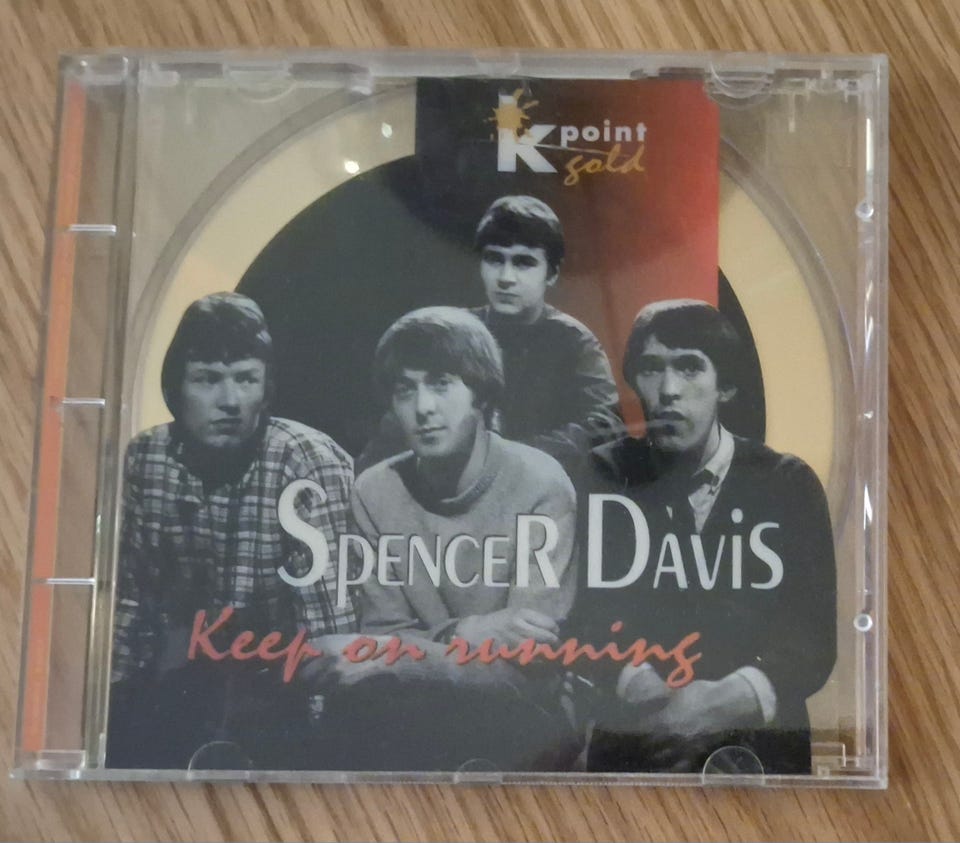 K point
gold
SPENCER DAViS
Keep on running